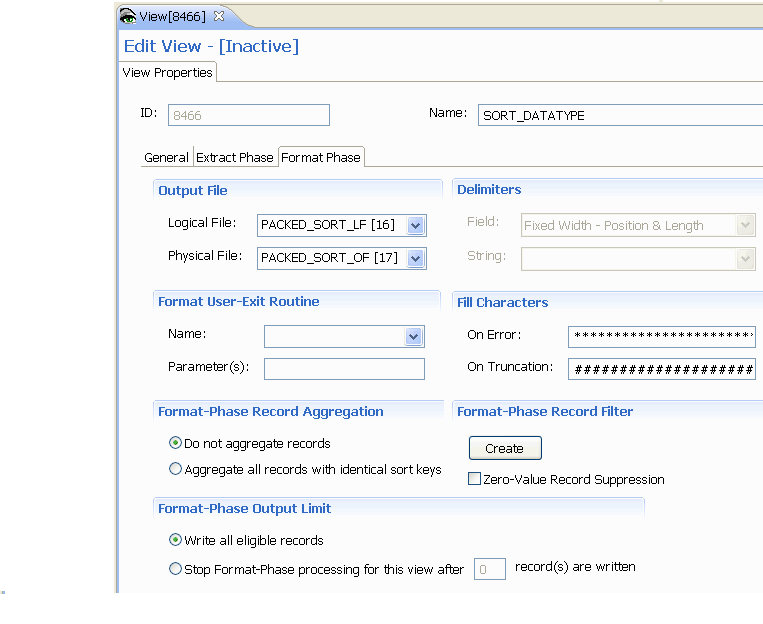 View[8466]
Edit View - [Inactive]
View Properties
ID: 8466 Name: SORT_DATATYPE
General Extract Phase Format Phase
Output File Delimiters
Logical File: PACKED_SORT_LF [16] Field: Fixed Width - Position & Length
Physical File: PACKED_SORT_OF [17] String:
Format User-Exit Routine Fill Characters
Name: On Error: ************************
Parameter(s): On Truncation: ####################
Format-Phase Record Aggregation Format-Phase Record Filter
Do not aggregate records Create
Aggregate all records with identical sort keys Zero-Value Record Suppression
Format-Phase Output Limit
Write all eligible records
Stop Format-Phase processing for this view after 0 record(s) are written